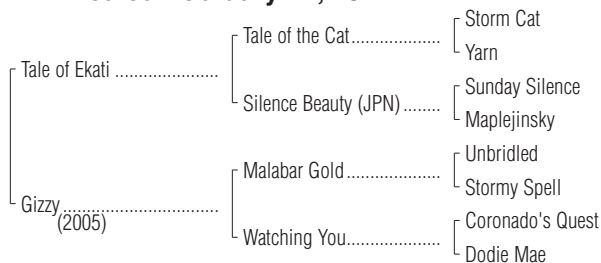 Storm Cat
Tale of the Cat....................
Yarn
Tale of Ekati .......................
Sunday Silence
Silence Beauty (JPN) ........
Maplejinsky
Unbridled
Malabar Gold.....................
Stormy Spell
Gizzy..................................
(2005)
Coronado's Quest
Watching You.....................
Dodie Mae